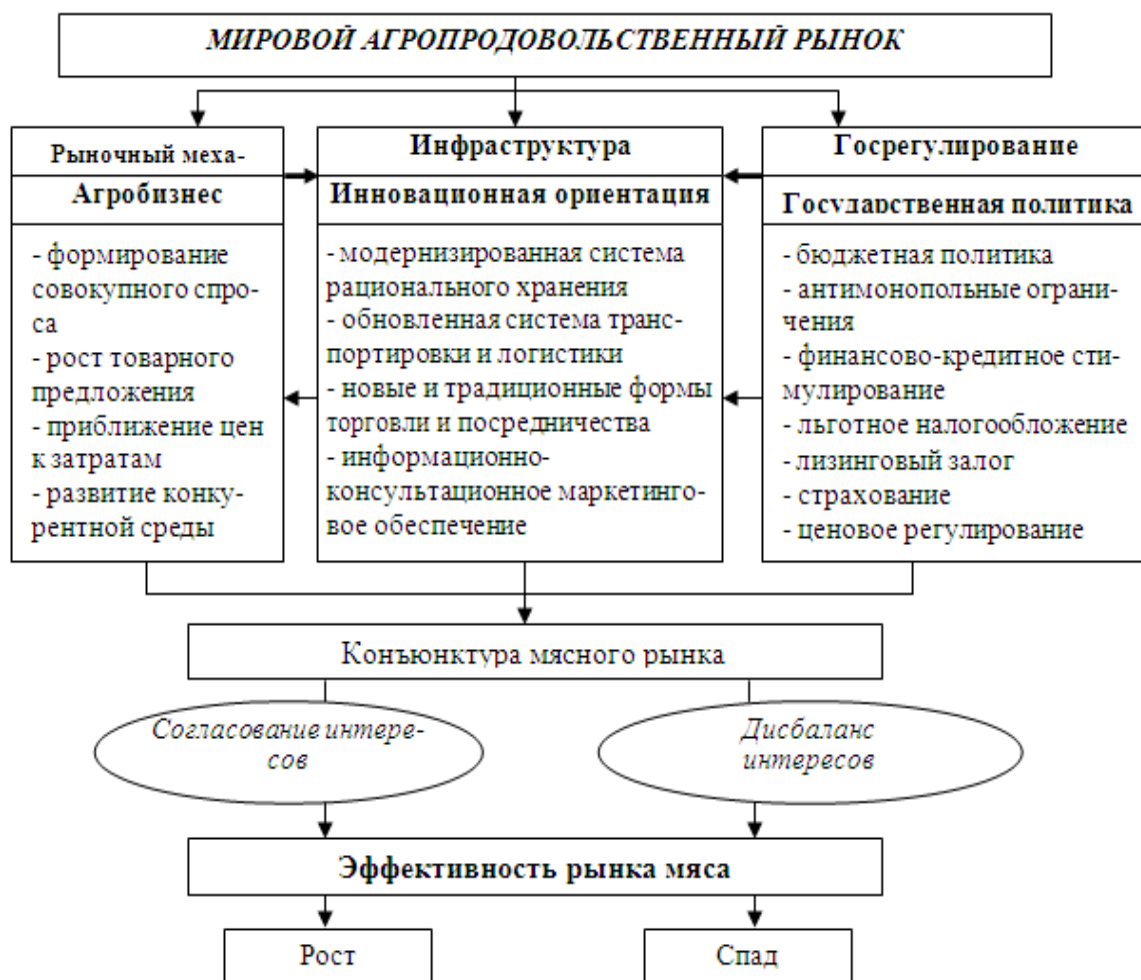 МИРОВОЙ АГРОПРОДОВОЛЬСТВЕННЫЙ РЫНОК
Рыночный меха-
Агробизнес
- формирование
совокупного спро-
са
- рост товарного
предложения
- приближение цен
к затратам
- развитие конку-
рентной среды
Инфраструктура
Инновационная ориентация
- модернизированная система
рационального хранения
- обновленная система транс-
портировки и логистики
- новые и традиционные формы
торговли и посредничества
- информационно-
консультационное маркетинго-
вое обеспечение
Госрегулирование
Государственная политика
- бюджетная политика
- антимонопольные ограни-
чения
- финансово-кредитное сти-
мулирование
- льготное налогообложение
- лизинговый залог
- страхование
- ценовое регулирование
Конъюнктура мясного рынка
Согласование интере-
сов
Дисбаланс
интересов
Эффективность рынка мяса
Рост
Спад